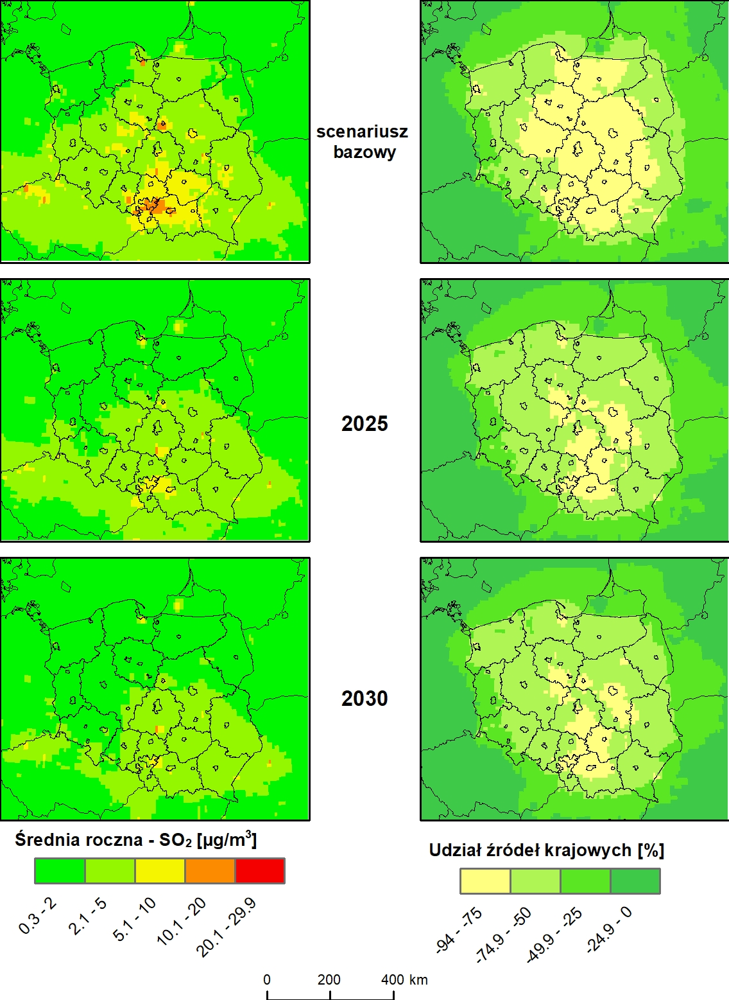 scenariusz
bazowy
2025
2030
Średnia roczna - SO₂ [µg/m³]
0.3 - 2
2.1 - 5
5.1 - 10
10.1 - 20
20.1 - 29.9
Udział źródeł krajowych [%]
-94 - -75
-74.9 - -50
-49.9 - -25
-24.9 - 0
0 200 400 km